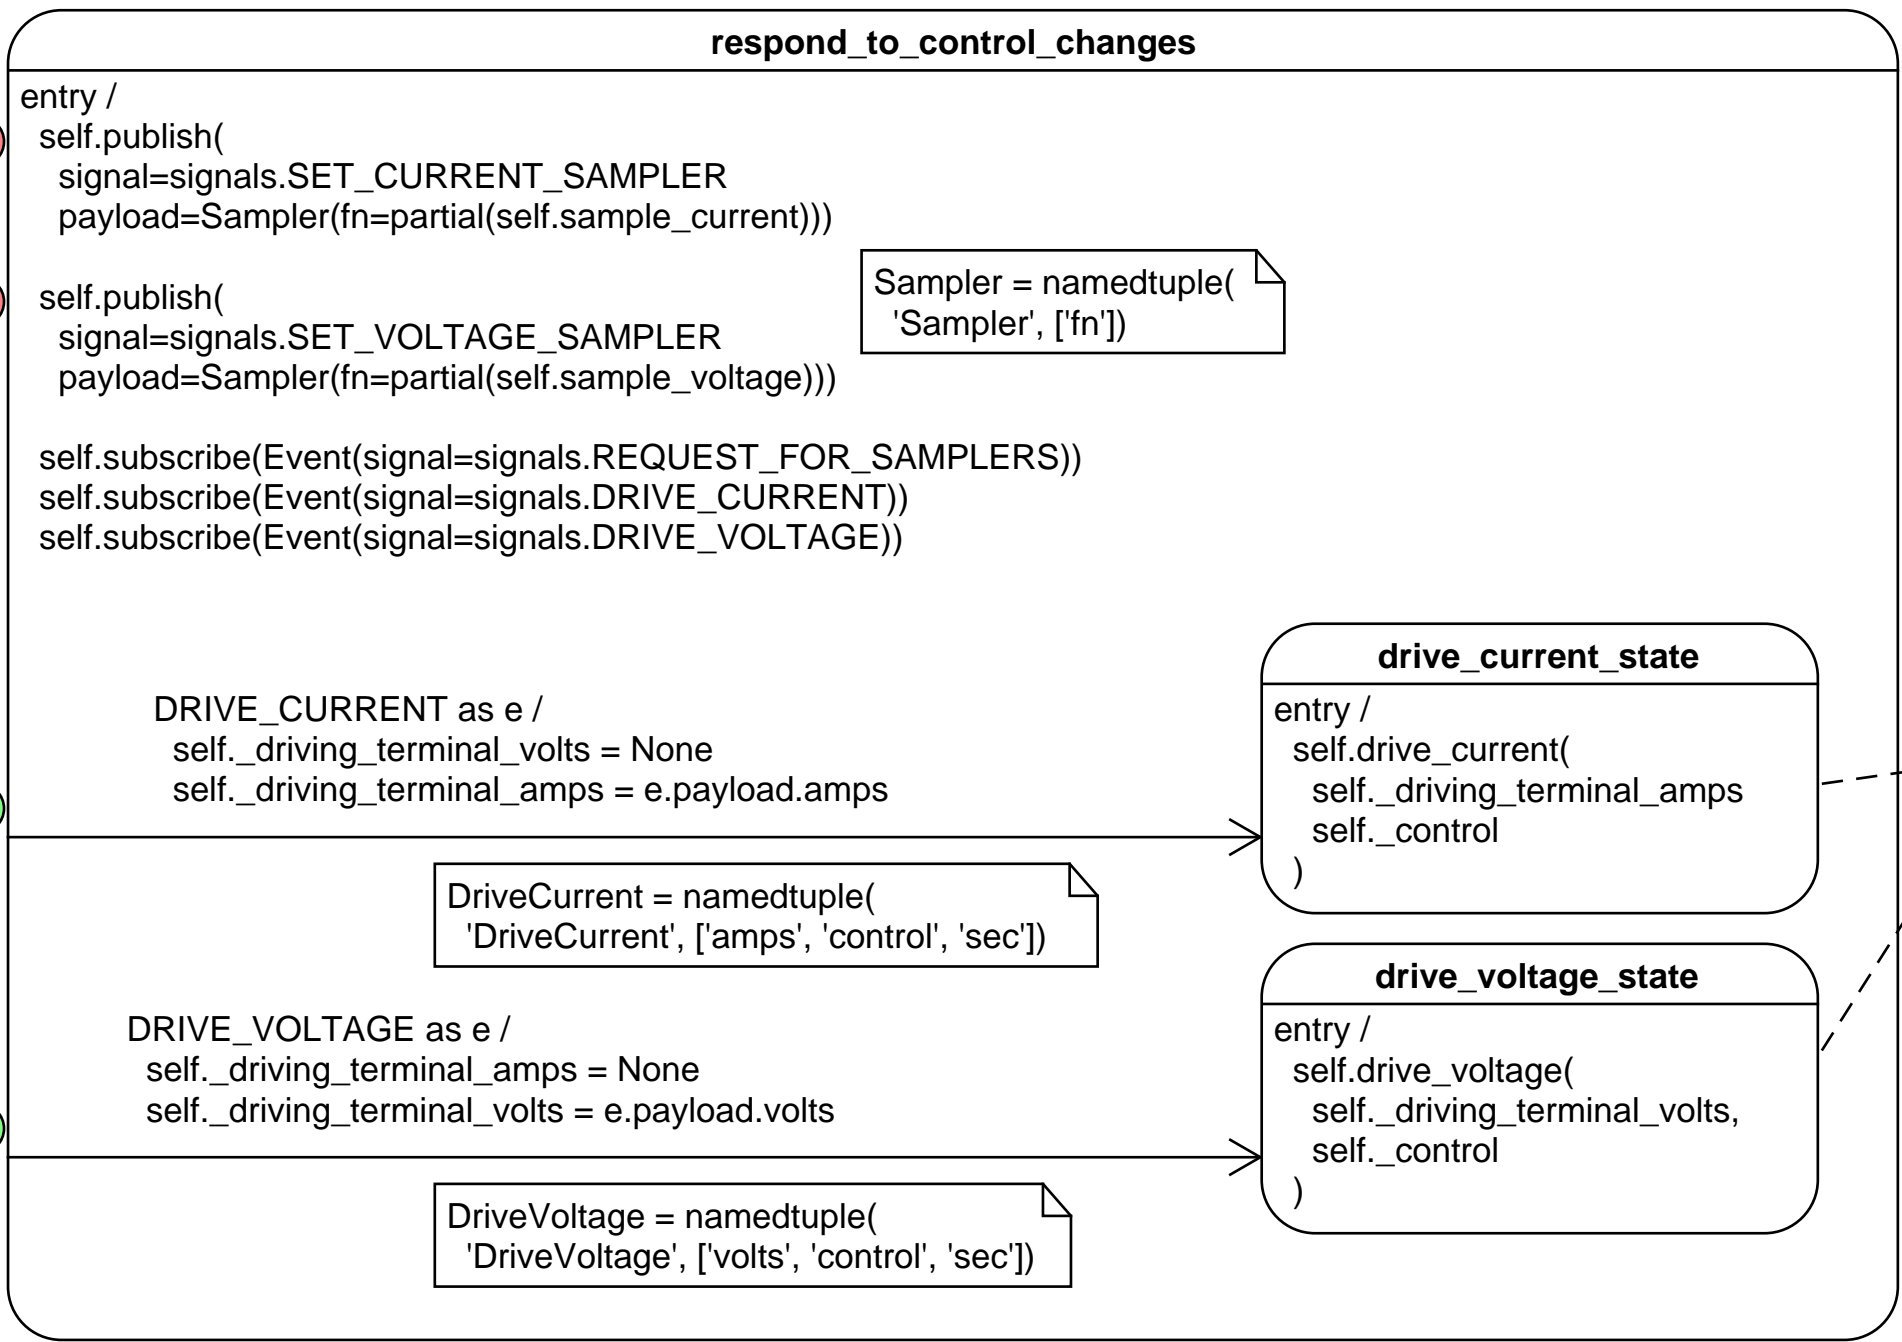 respond_to_control_changes
entry /
self.publish(
signal=signals.SET_CURRENT_SAMPLER
payload=Sampler(fn=partial(self.sample_current)))
self.publish(
signal=signals.SET_VOLTAGE_SAMPLER
payload=Sampler(fn=partial(self.sample_voltage)))
Sampler = namedtuple(
'Sampler', ['fn'])
self.subscribe(Event(signal=signals.REQUEST_FOR_SAMPLERS))
self.subscribe(Event(signal=signals.DRIVE_CURRENT))
self.subscribe(Event(signal=signals.DRIVE_VOLTAGE))
DRIVE_CURRENT as e /
self._driving_terminal_volts = None
self._driving_terminal_amps = e.payload.amps
drive_current_state
entry /
self.drive_current(
self._driving_terminal_amps
self._control
)
DriveCurrent = namedtuple(
'DriveCurrent', ['amps', 'control', 'sec'])
DRIVE_VOLTAGE as e /
self._driving_terminal_amps = None
self._driving_terminal_volts = e.payload.volts
drive_voltage_state
entry /
self.drive_voltage(
self._driving_terminal_volts,
self._control
)
DriveVoltage = namedtuple(
'DriveVoltage', ['volts', 'control', 'sec'])